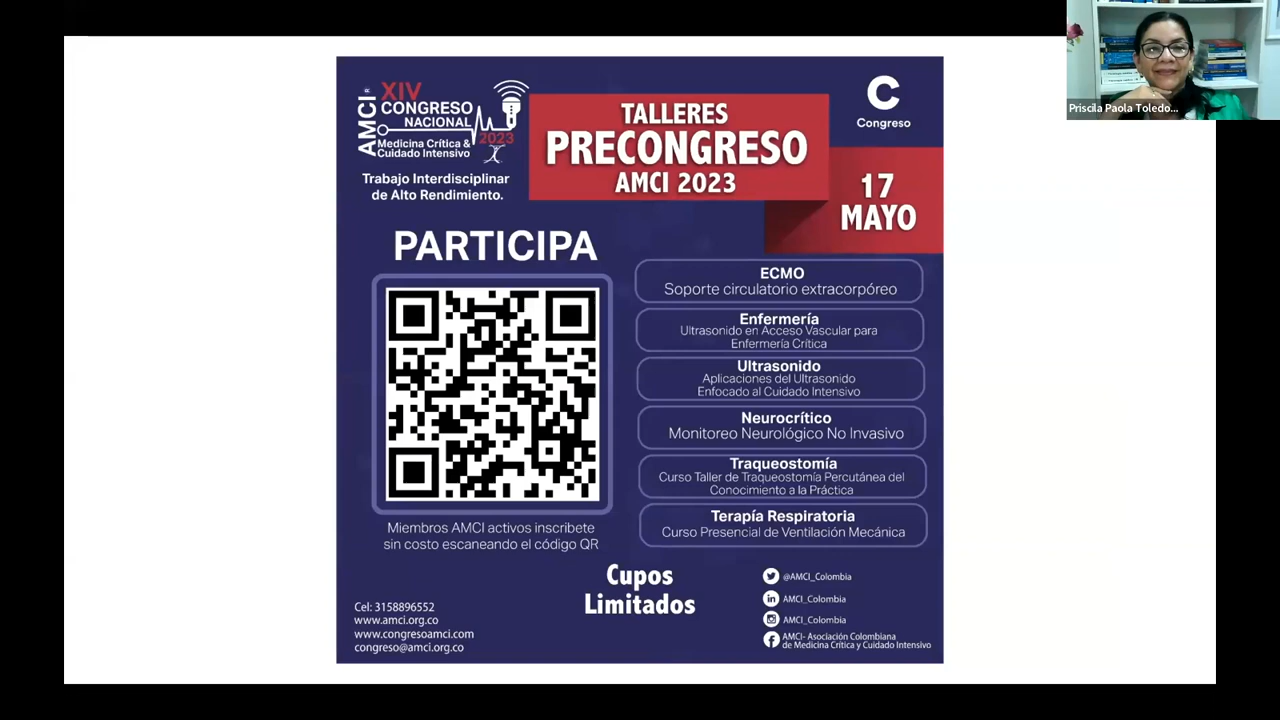 AMCI®
XIV
CONGRESO
NACIONAL
2023
Medicina Crítica &
Cuidado Intensivo
Trabajo Interdisciplinar
de Alto Rendimiento.
TALLERES
PRECONGRESO
AMCI 2023
C
Congreso
17
MAYO
PARTICIPA
Miembros AMCI activos inscribete
sin costo escaneando el código QR
ECMO
Soporte circulatorio extracorpóreo
Enfermería
Ultrasonido en Acceso Vascular para
Enfermería Crítica
Ultrasonido
Aplicaciones del Ultrasonido
Enfocado al Cuidado Intensivo
Neurocrítico
Monitoreo Neurológico No Invasivo
Traqueostomía
Curso Taller de Traqueostomía Percutánea del
Conocimiento a la Práctica
Terapía Respiratoria
Curso Presencial de Ventilación Mecánica
Cupos
Limitados
Cel: 3158896552
www.amci.org.co
www.congresoamci.com
congreso@amci.org.co
@AMCI_Colombia
AMCI_Colombia
AMCI_Colombia
AMCI- Asociación Colombiana
de Medicina Crítica y Cuidado Intensivo
Priscila Paola Toledo...